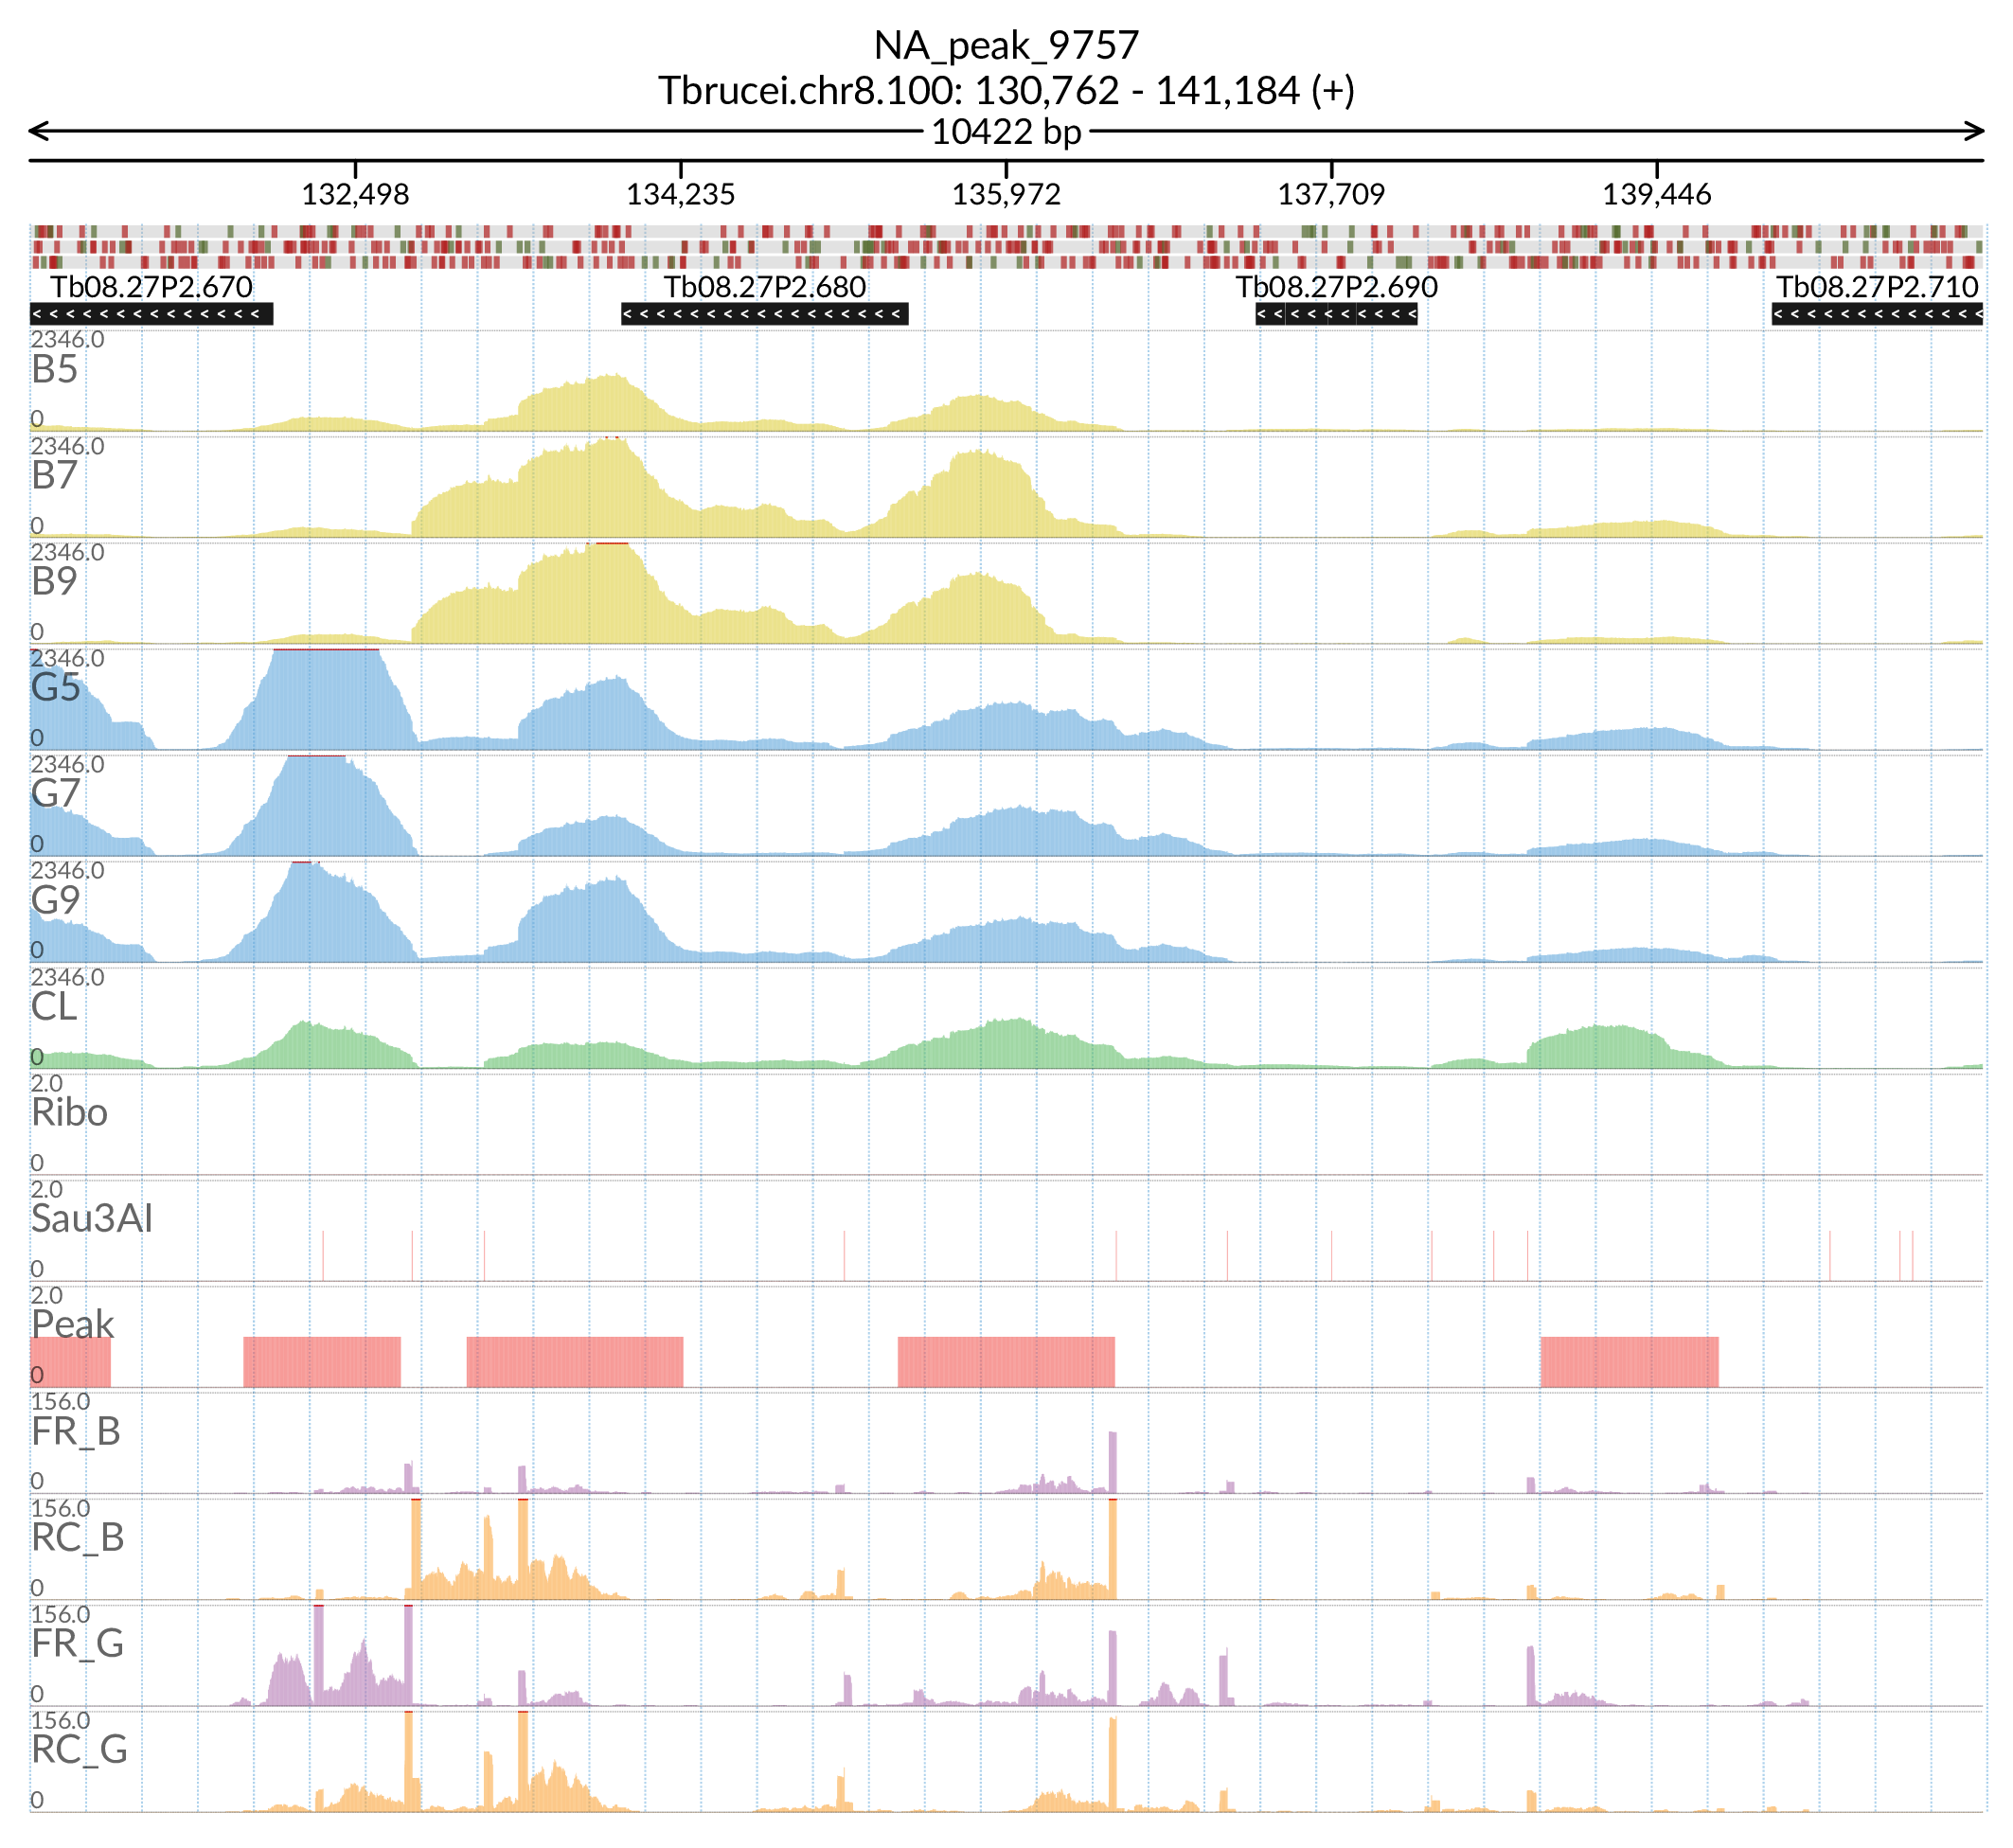 NA_peak_9757
Tbrucei.chr8.100: 130,762 - 141,184 (+)
10422 bp
132,498 134,235 135,972 137,709 139,446
Tb08.27P2.670 Tb08.27P2.680 Tb08.27P2.690 Tb08.27P2.710
2346.0
B5
0
2346.0
B7
0
2346.0
B9
0
2346.0
G5
0
2346.0
G7
0
2346.0
G9
0
2346.0
CL
0
2.0
Ribo
0
2.0
Sau3AI
0
2.0
Peak
0
156.0
FR_B
0
156.0
RC_B
0
156.0
FR_G
0
156.0
RC_G
0